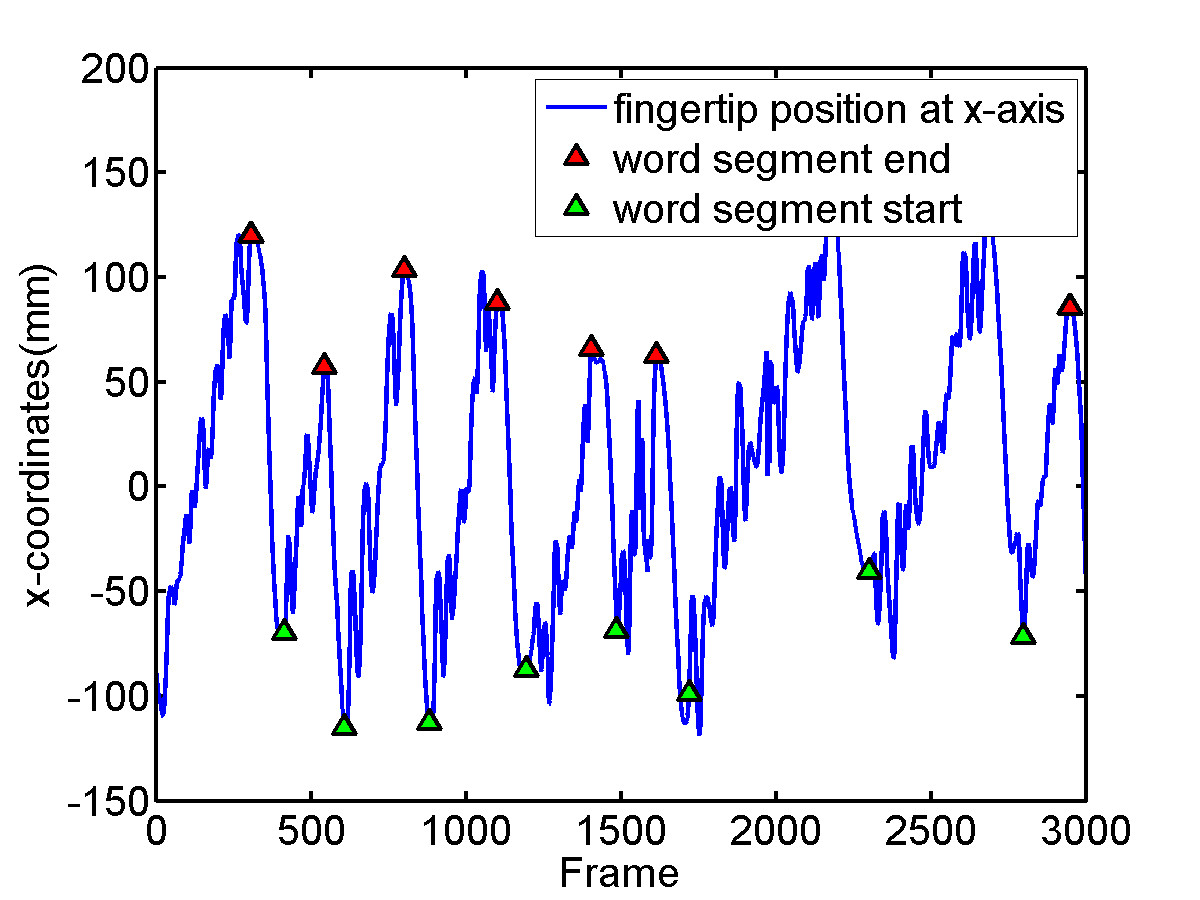 200
150
100
50
0
-50
-100
-150
x-coordinates(mm)
fingertip position at x-axis
word segment end
word segment start
0 500 1000 1500 2000 2500 3000
Frame